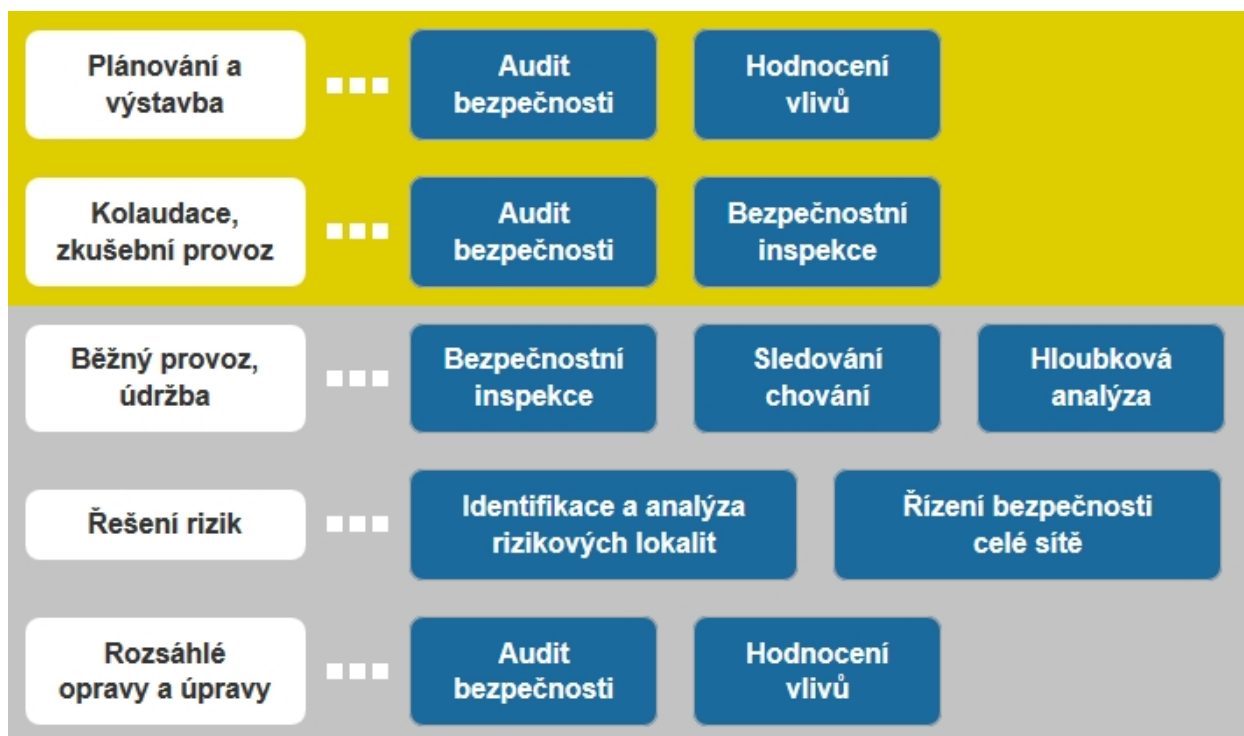 Plánování a
výstavba
Audit
bezpečnosti
Hodnocení
vlivů
Kolaudace,
zkušební provoz
Audit
bezpečnosti
Bezpečnostní
inspekce
Běžný provoz,
údržba
Bezpečnostní
inspekce
Sledování
chování
Hloubková
analýza
Řešení rizik
Identifikace a analýza
rizikových lokalit
Řízení bezpečnosti
celé sítě
Rozsáhlé
opravy a úpravy
Audit
bezpečnosti
Hodnocení
vlivů